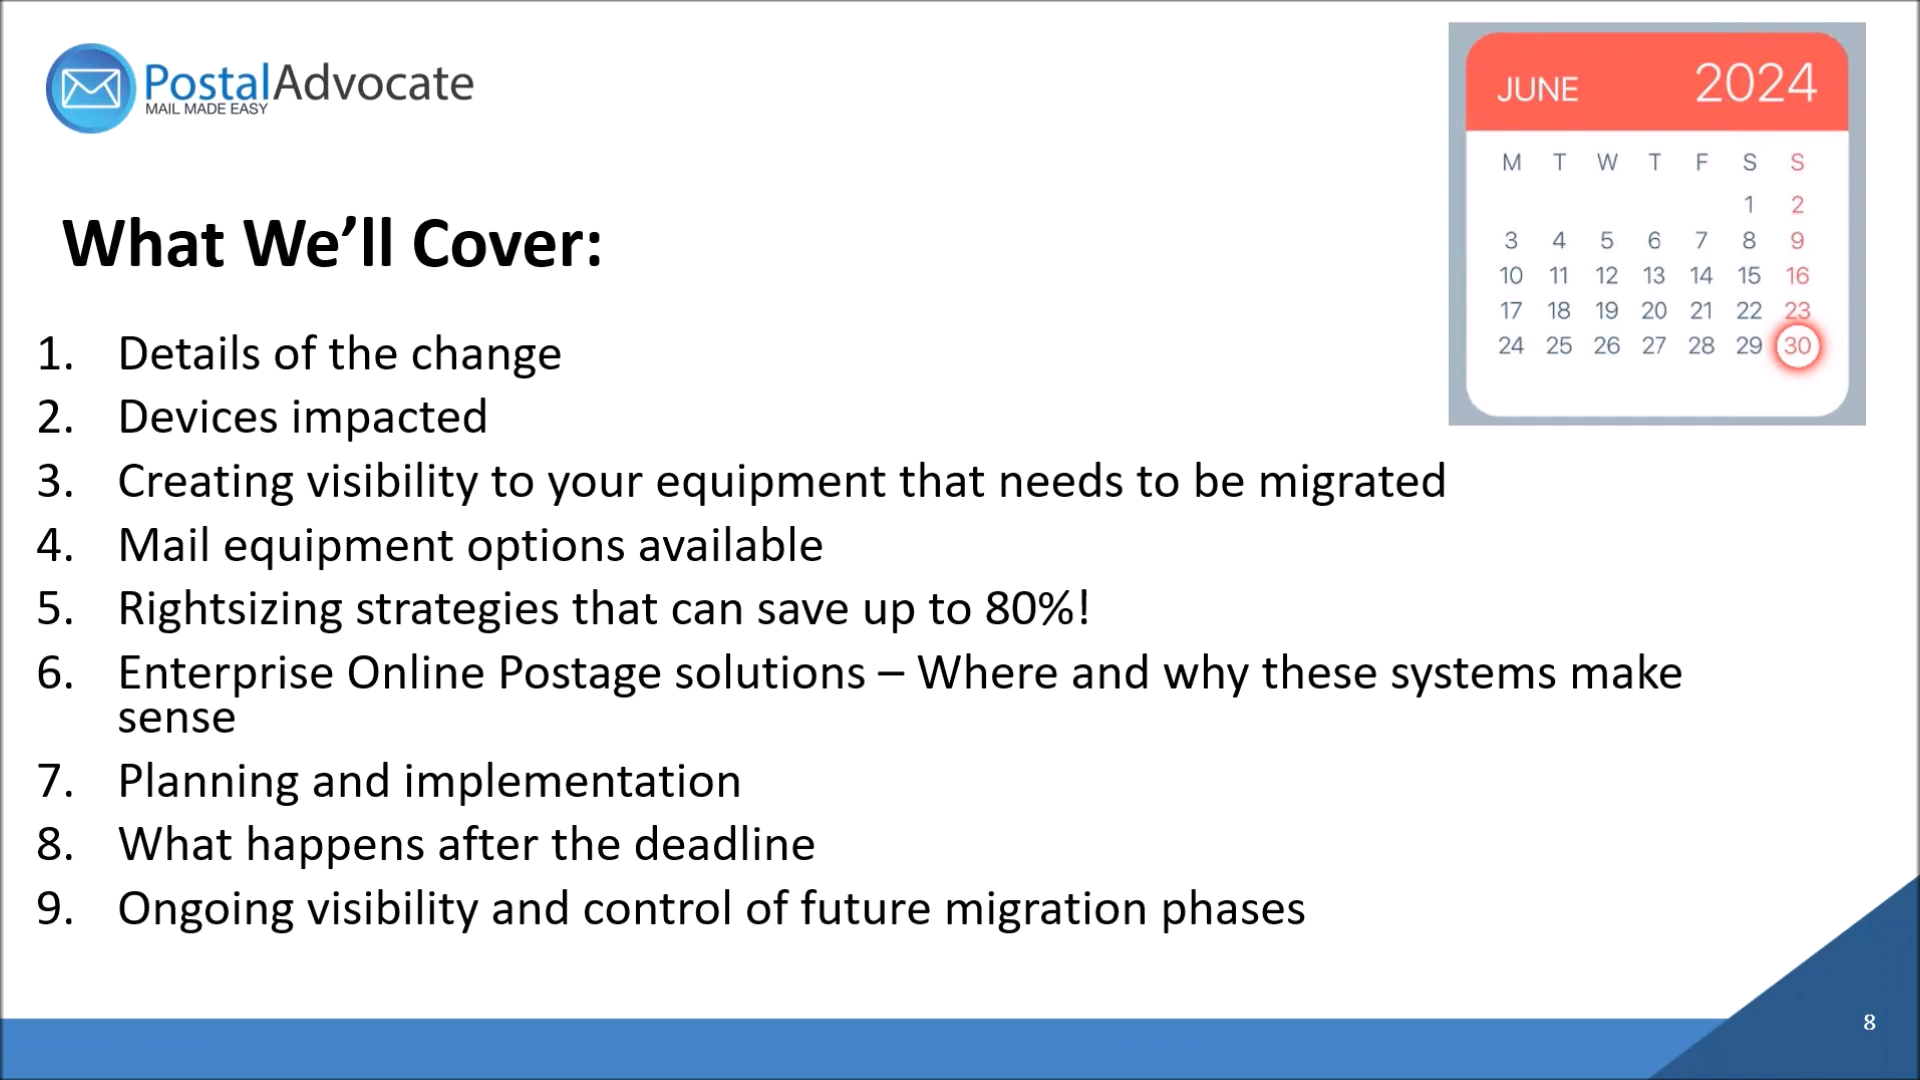 PostalAdvocate
MAIL MADE EASY
JUNE 2024
M T W T F S S
1 2
3 4 5 6 7 8 9
10 11 12 13 14 15 16
17 18 19 20 21 22 23
24 25 26 27 28 29 30
What We’ll Cover:
1. Details of the change
2. Devices impacted
3. Creating visibility to your equipment that needs to be migrated
4. Mail equipment options available
5. Rightsizing strategies that can save up to 80%!
6. Enterprise Online Postage solutions – Where and why these systems make
sense
7. Planning and implementation
8. What happens after the deadline
9. Ongoing visibility and control of future migration phases
8